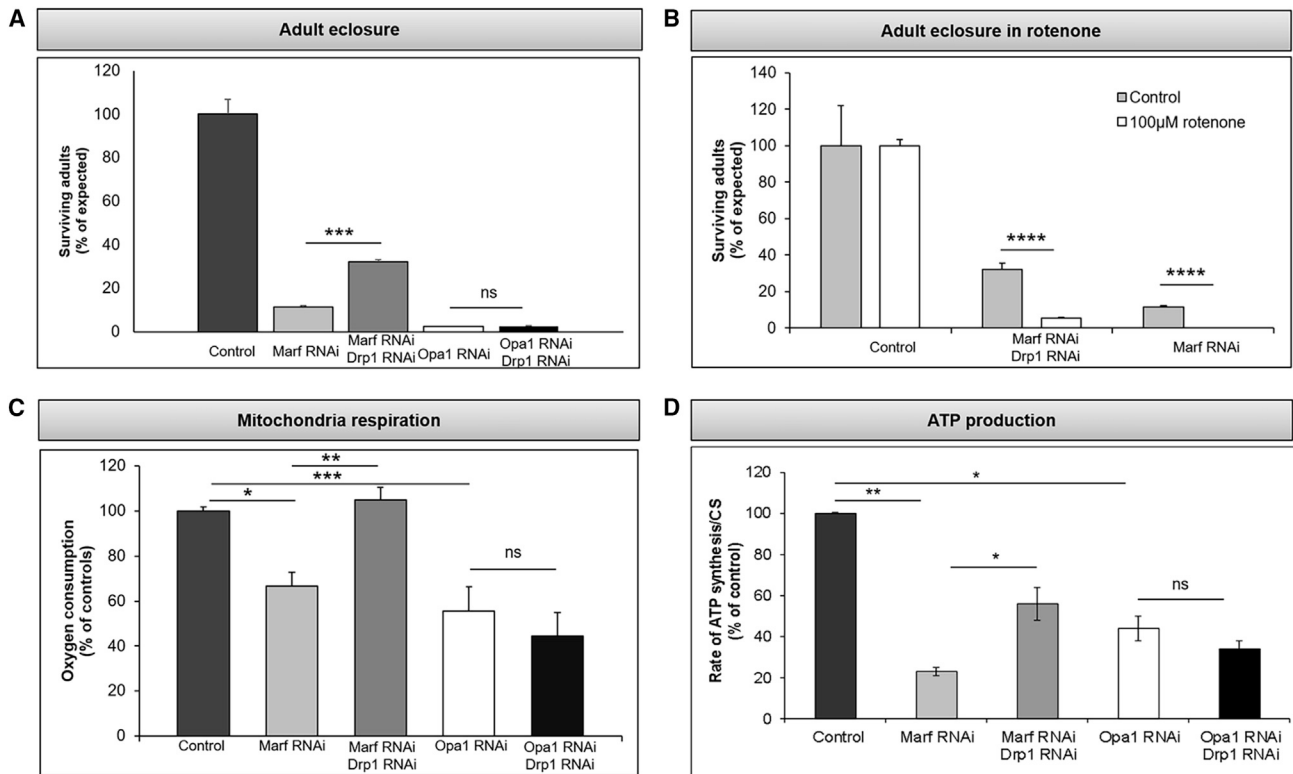 A
Adult eclosure
Surviving adults
(% of expected)
120
100
80
60
40
20
0
***
ns
Control
Marf RNAi
Marf RNAi
Drp1 RNAi
Opa1 RNAi
Opa1 RNAi
Drp1 RNAi
B
Adult eclosure in rotenone
Surviving adults
(% of expected)
140
120
100
80
60
40
20
0
Control
100µM rotenone
****
****
Control
Marf RNAi
Drp1 RNAi
Marf RNAi
C
Mitochondria respiration
Oxygen consumption
(% of controls)
120
100
80
60
40
20
0
**
***
*
ns
Control
Marf RNAi
Marf RNAi
Drp1 RNAi
Opa1 RNAi
Opa1 RNAi
Drp1 RNAi
D
ATP production
Rate of ATP synthesis/CS
(% of control)
120
100
80
60
40
20
0
*
**
*
ns
Control
Marf RNAi
Marf RNAi
Drp1 RNAi
Opa1 RNAi
Opa1 RNAi
Drp1 RNAi